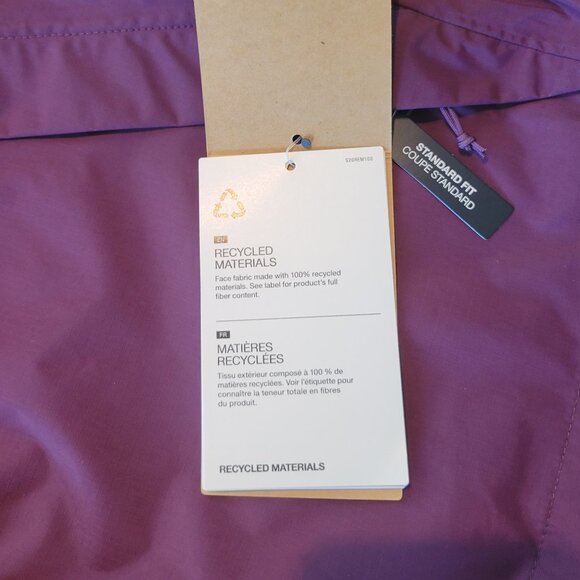 S20REM100
EN
RECYCLED
MATERIALS
Face fabric made with 100% recycled
materials. See label for product's full
fiber content.
FR
MATIÈRES
RECYCLÉES
Tissu extérieur composé à 100 % de
matières recyclées. Voir l'étiquette pour
connaître la teneur totale en fibres
du produit.
RECYCLED MATERIALS
STANDARD FIT
COUPE STANDARD